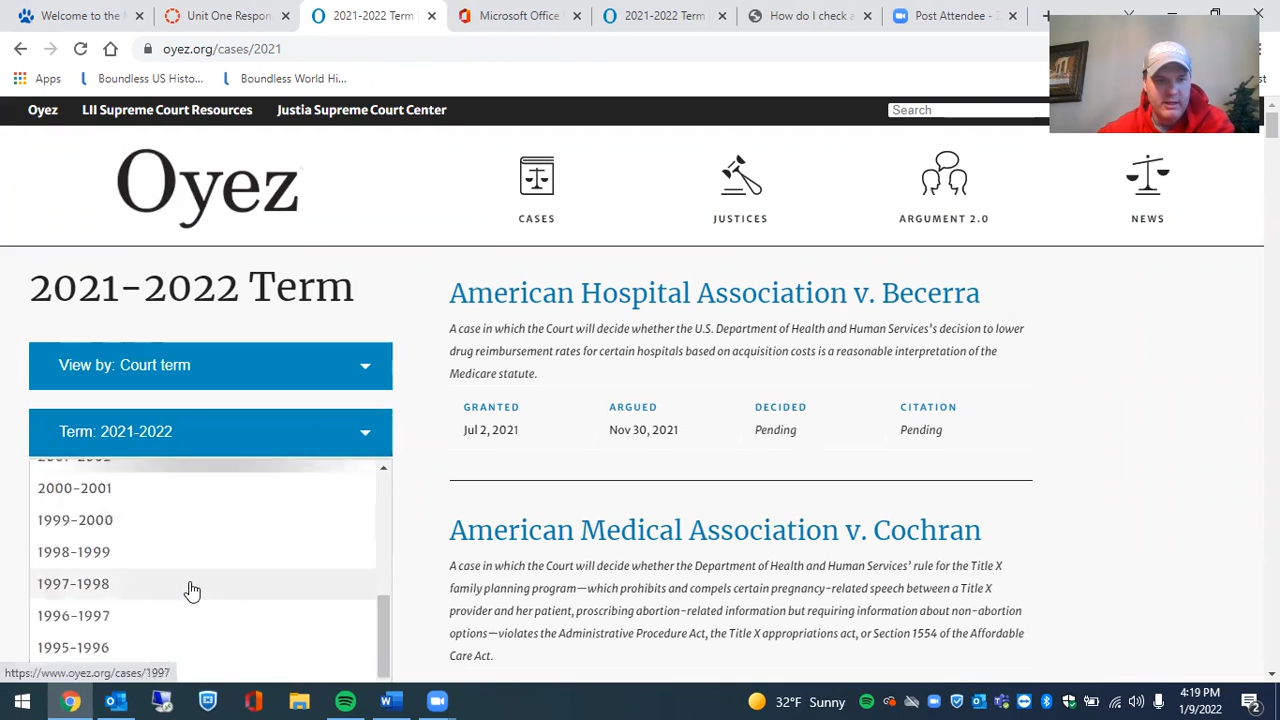 Welcome to the
Unit One Respon
2021-2022 Term
Microsoft Office
2021-2022 Term
How do I check a
Post Attendee - Z
oyez.org/cases/2021
Apps
Boundless US Histo...
Boundless World Hi...
Oyez
LII Supreme Court Resources
Justia Supreme Court Center
Search
Oyez
CASES
JUSTICES
ARGUMENT 2.0
NEWS
2021-2022 Term
View by: Court term
Term: 2021-2022
2000-2001
1999-2000
1998-1999
1997-1998
1996-1997
1995-1996
American Hospital Association v. Becerra
A case in which the Court will decide whether the U.S. Department of Health and Human Services's decision to lower
drug reimbursement rates for certain hospitals based on acquisition costs is a reasonable interpretation of the
Medicare statute.
GRANTED
ARGUED
DECIDED
CITATION
Jul 2, 2021
Nov 30, 2021
Pending
Pending
American Medical Association v. Cochran
A case in which the Court will decide whether the Department of Health and Human Services' rule for the Title X
family planning program—which prohibits and compels certain pregnancy-related speech between a Title X
provider and her patient, proscribing abortion-related information but requiring information about non-abortion
options—violates the Administrative Procedure Act, the Title X appropriations act, or Section 1554 of the Affordable
Care Act.
https://www.oyez.org/cases/1997
32°F Sunny
4:19 PM
1/9/2022
2